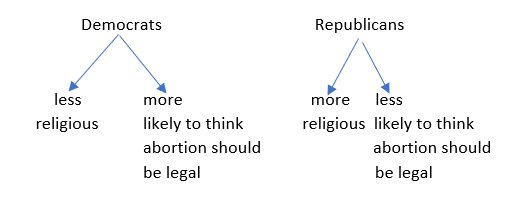 Democrats
less
religious
more
likely to think
abortion should
be legal
Republicans
more
religious
less
likely to think
abortion should
be legal